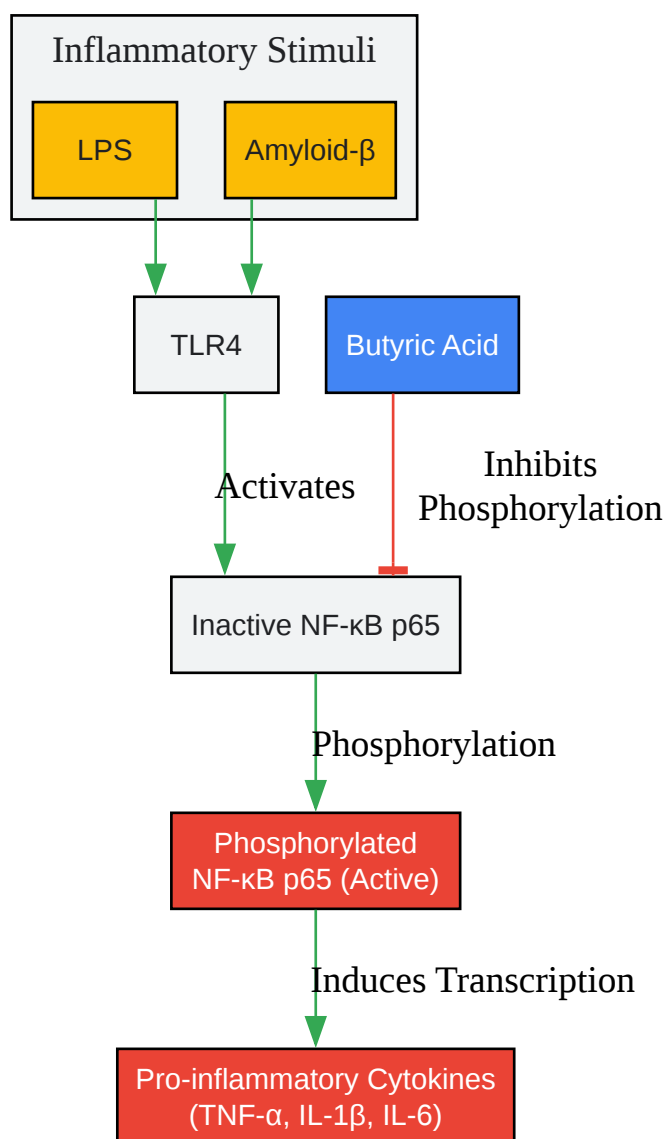 Inflammatory Stimuli
LPS
Amyloid-β
TLR4
Butyric Acid
Activates
Inhibits
Phosphorylation
Inactive NF-κB p65
Phosphorylation
Phosphorylated
NF-κB p65 (Active)
Induces Transcription
Pro-inflammatory Cytokines
(TNF-α, IL-1β, IL-6)